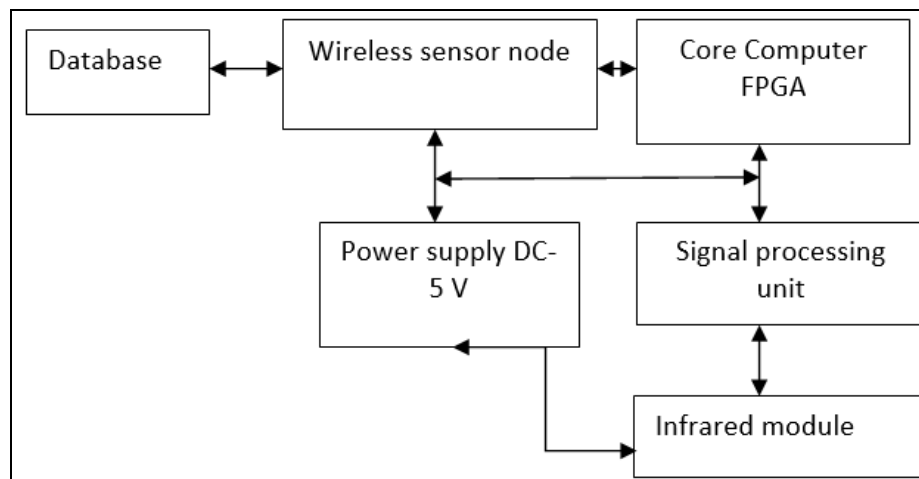 Database
Wireless sensor node
Core Computer
FPGA
Power supply DC-
5 V
Signal processing
unit
Infrared module